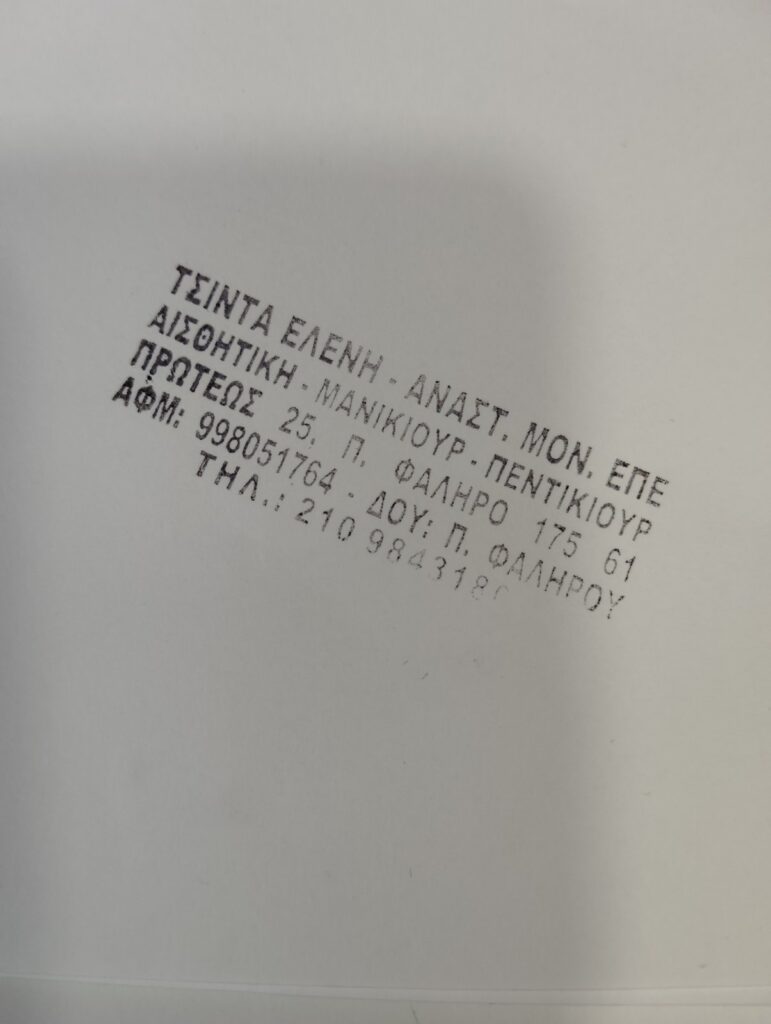 ΤΣΙΝΤΑ ΕΛΕΝΗ - ΑΝΑΣΤ. ΜΟΝ. ΕΠΕ
ΑΙΣΘΗΤΙΚΗ - ΜΑΝΙΚΙΟΥΡ - ΠΕΝΤΙΚΙΟΥΡ
ΠΡΩΤΕΩΣ 25, Π. ΦΑΛΗΡΟ 175 61
ΑΦΜ: 998051764 - ΔΟΥ: Π. ΦΑΛΗΡΟΥ
ΤΗΛ.: 210